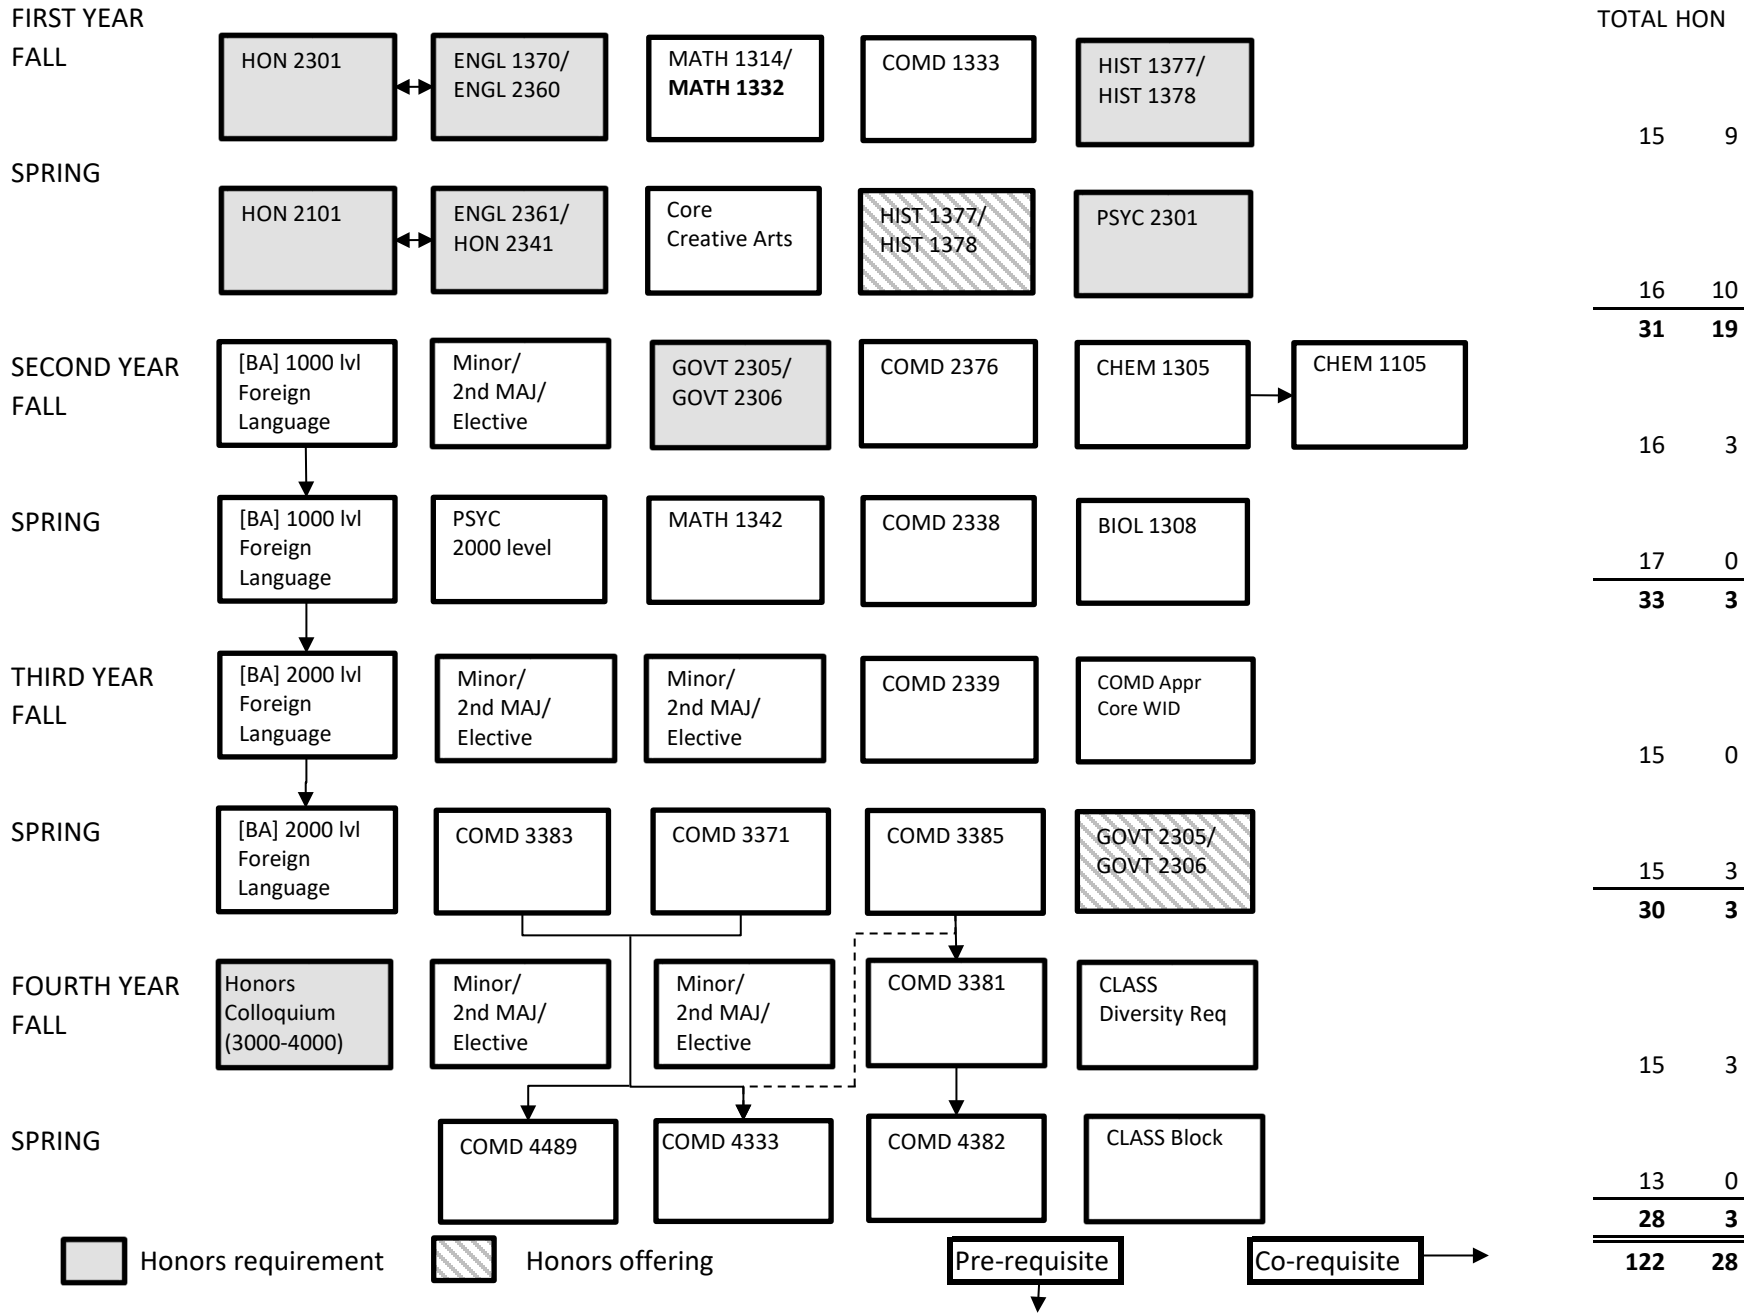 FIRST YEAR
TOTAL HON
FALL
HON 2301
ENGL 1370/
ENGL 2360
MATH 1314/
MATH 1332
COMD 1333
HIST 1377/
HIST 1378
15 9
SPRING
HON 2101
ENGL 2361/
HON 2341
Core
Creative Arts
HIST 1377/
HIST 1378
PSYC 2301
16 10
31 19
SECOND YEAR
FALL
[BA] 1000 lvl
Foreign
Language
Minor/
2nd MAJ/
Elective
GOVT 2305/
GOVT 2306
COMD 2376
CHEM 1305
CHEM 1105
16 3
SPRING
[BA] 1000 lvl
Foreign
Language
PSYC
2000 level
MATH 1342
COMD 2338
BIOL 1308
17 0
33 3
THIRD YEAR
FALL
[BA] 2000 lvl
Foreign
Language
Minor/
2nd MAJ/
Elective
Minor/
2nd MAJ/
Elective
COMD 2339
COMD Appr
Core WID
15 0
SPRING
[BA] 2000 lvl
Foreign
Language
COMD 3383
COMD 3371
COMD 3385
GOVT 2305/
GOVT 2306
15 3
30 3
FOURTH YEAR
FALL
Honors
Colloquium
(3000-4000)
Minor/
2nd MAJ/
Elective
Minor/
2nd MAJ/
Elective
COMD 3381
CLASS
Diversity Req
15 3
SPRING
COMD 4489
COMD 4333
COMD 4382
CLASS Block
13 0
28 3
Honors requirement
Honors offering
Pre-requisite
Co-requisite
122 28